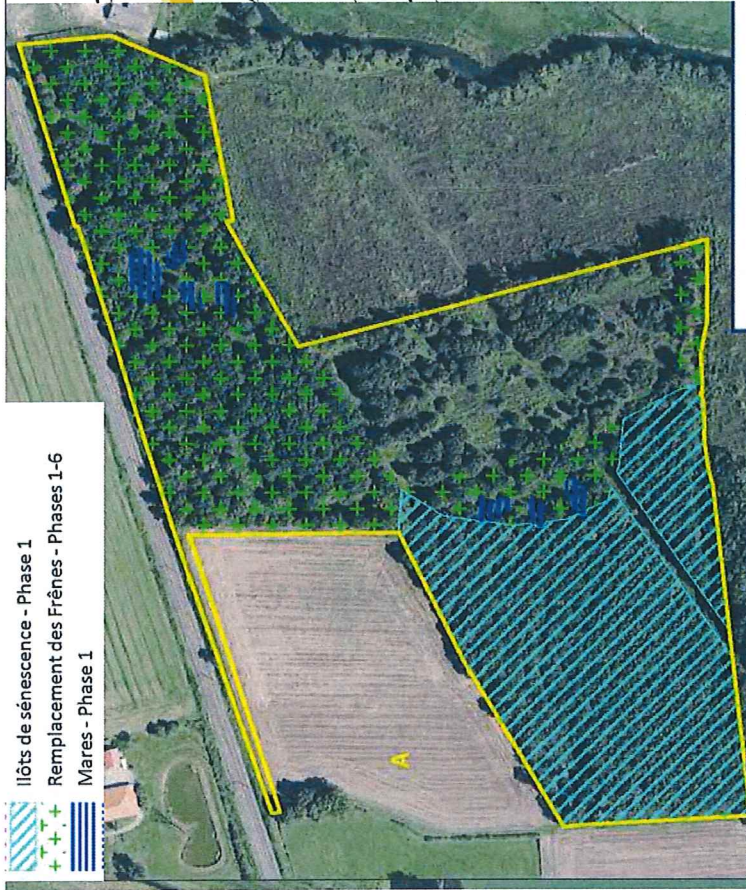 Ilôts de sénescence - Phase 1
Remplacement des Frênes - Phases 1-6
Mares - Phase 1
A